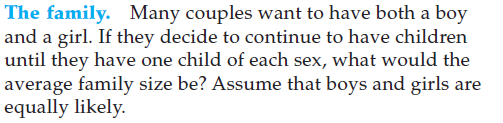 The family. Many couples want to have both a boy
and a girl. If they decide to continue to have children
until they have one child of each sex, what would the
average family size be? Assume that boys and girls are
equally likely.